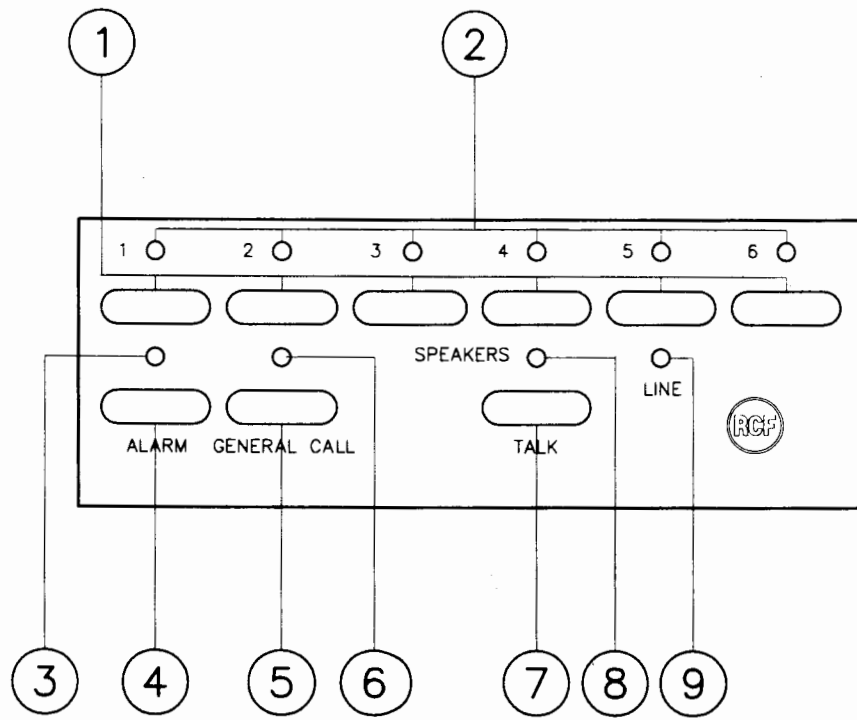 1 2
1 2 3 4 5 6
SPEAKERS
LINE
RCF
ALARM GENERAL CALL TALK
3 4 5 6 7 8 9